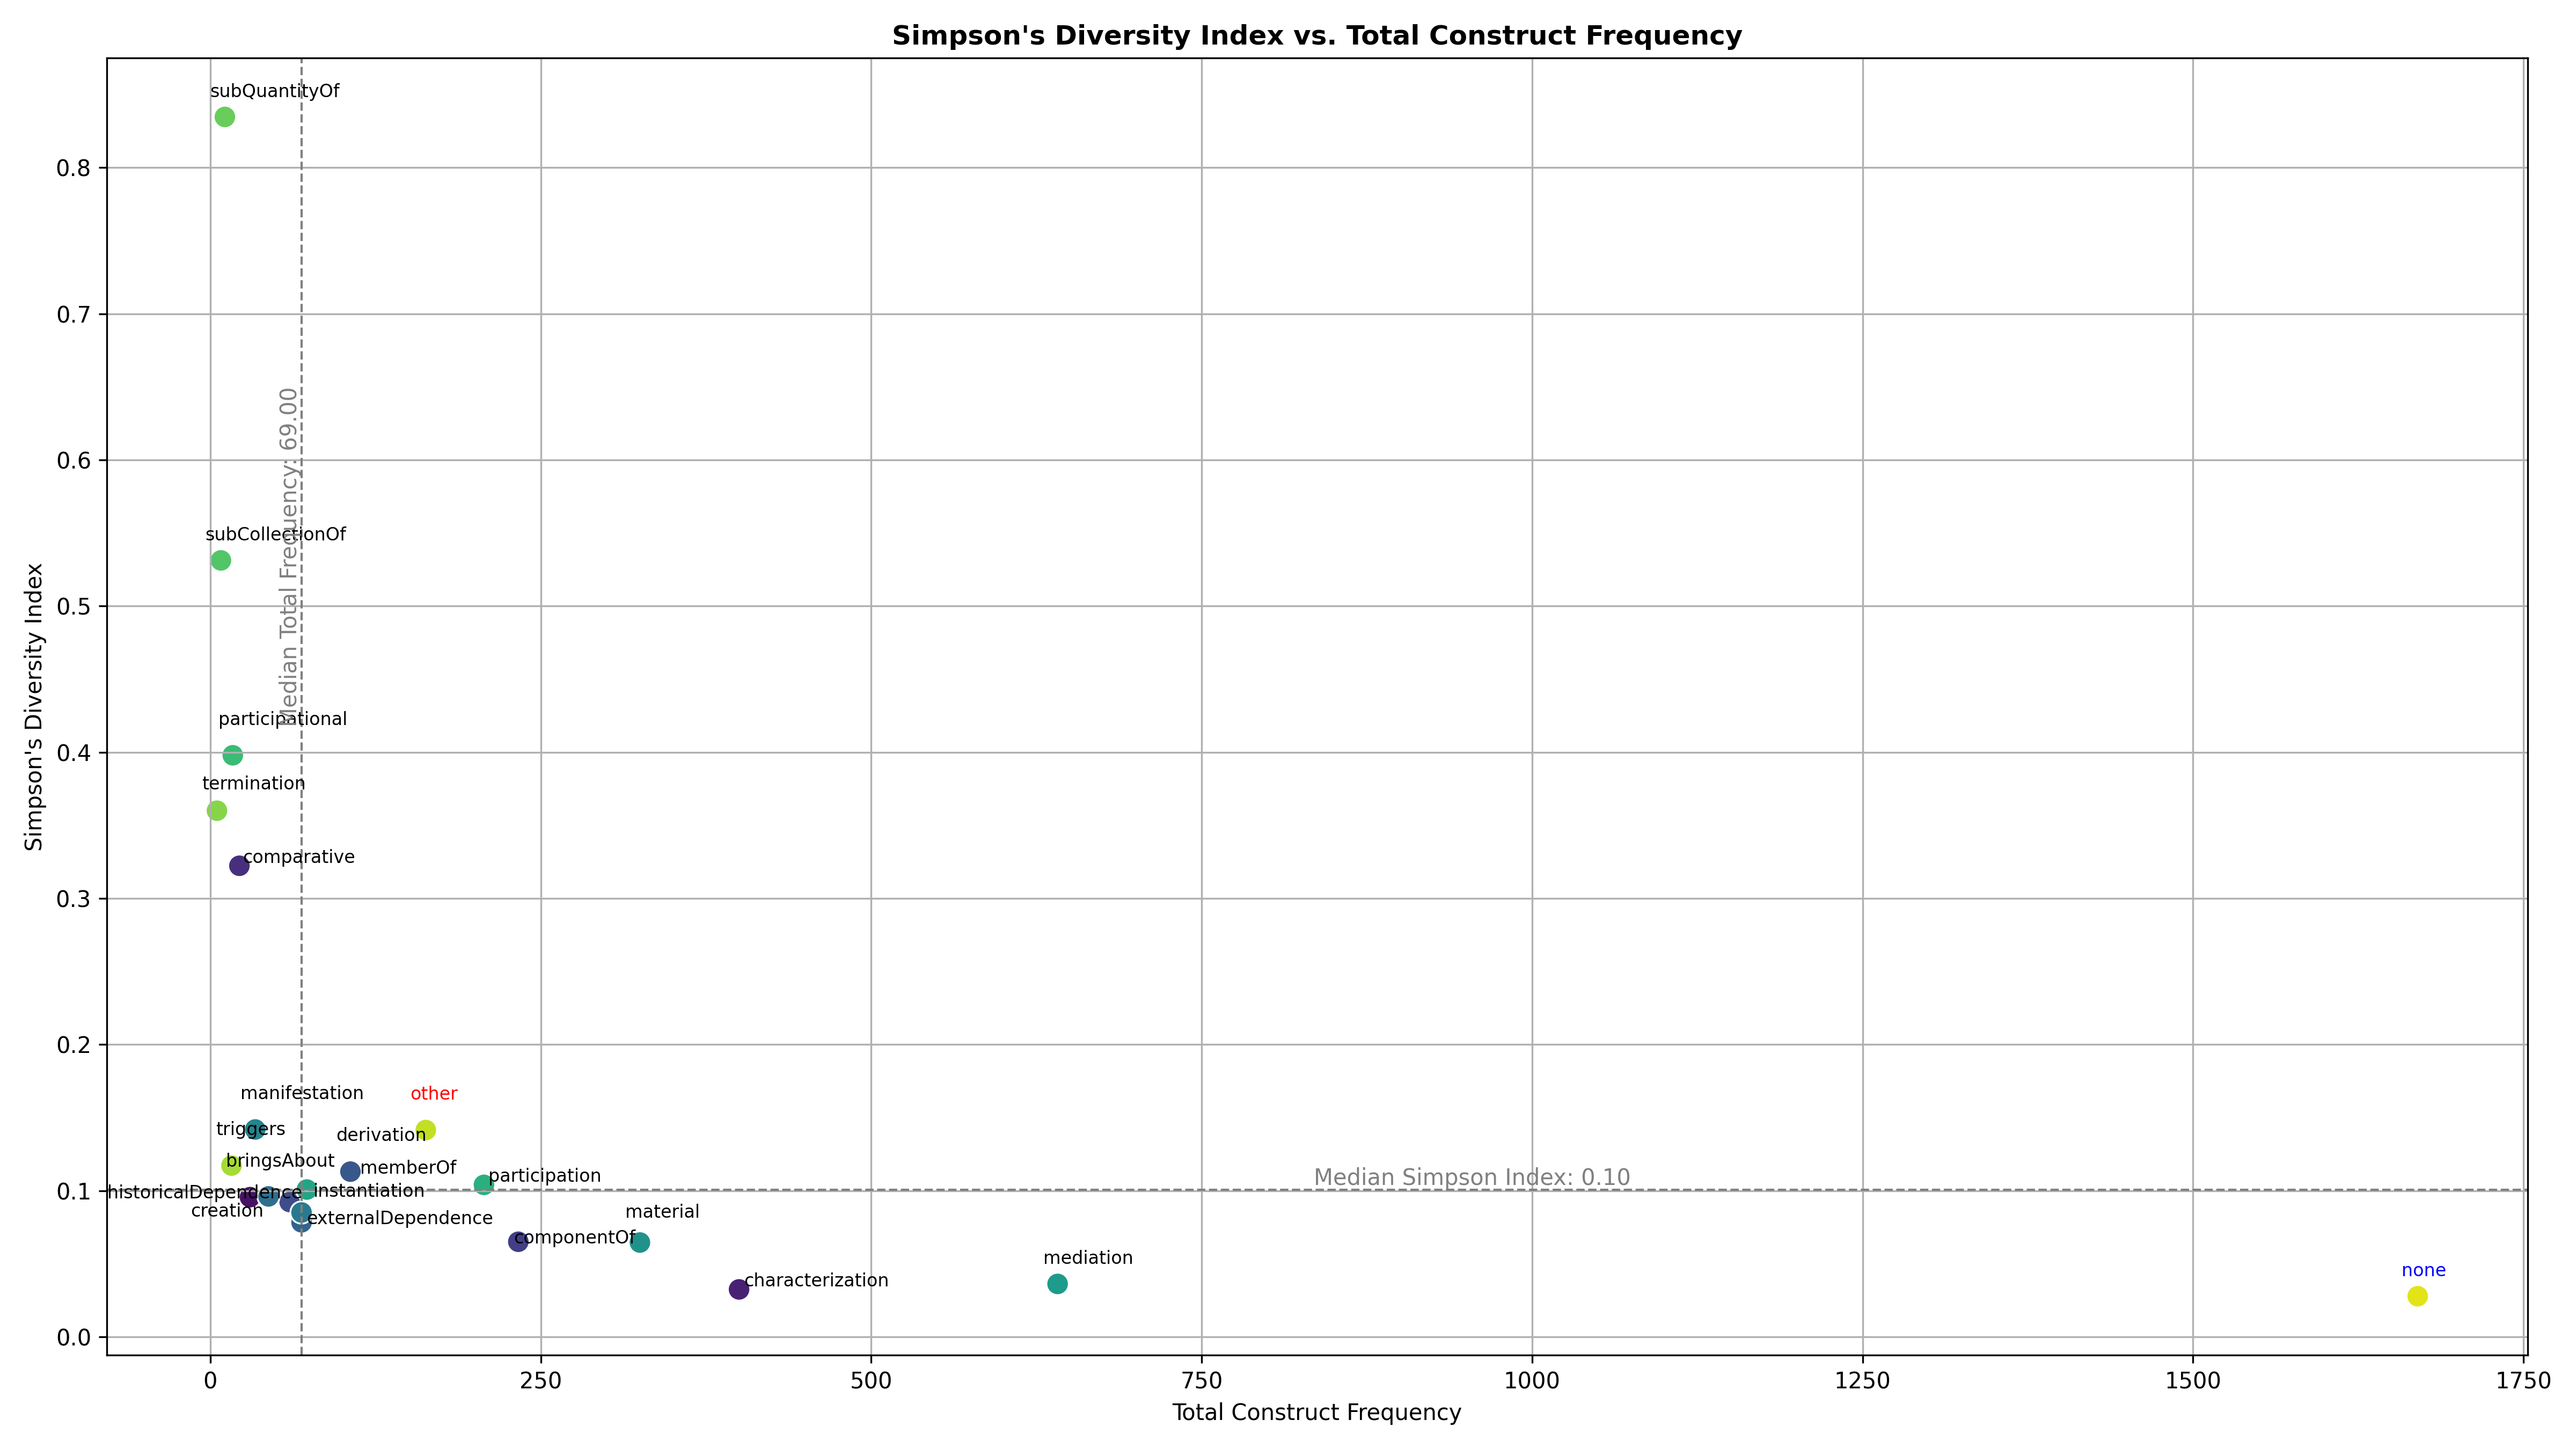 Simpson's Diversity Index vs. Total Construct Frequency
Simpson's Diversity Index
0.8
0.7
0.6
0.5
0.4
0.3
0.2
0.1
0.0
subQuantityOf
Median Total Frequency: 69.00
subCollectionOf
participational
termination
comparative
manifestation
other
triggers
derivation
bringsAbout
memberOf
participation
Median Simpson Index: 0.10
historicalDependence
instantiation
creation
externalDependence
material
componentOf
mediation
characterization
none
0
250
500
750
1000
1250
1500
1750
Total Construct Frequency